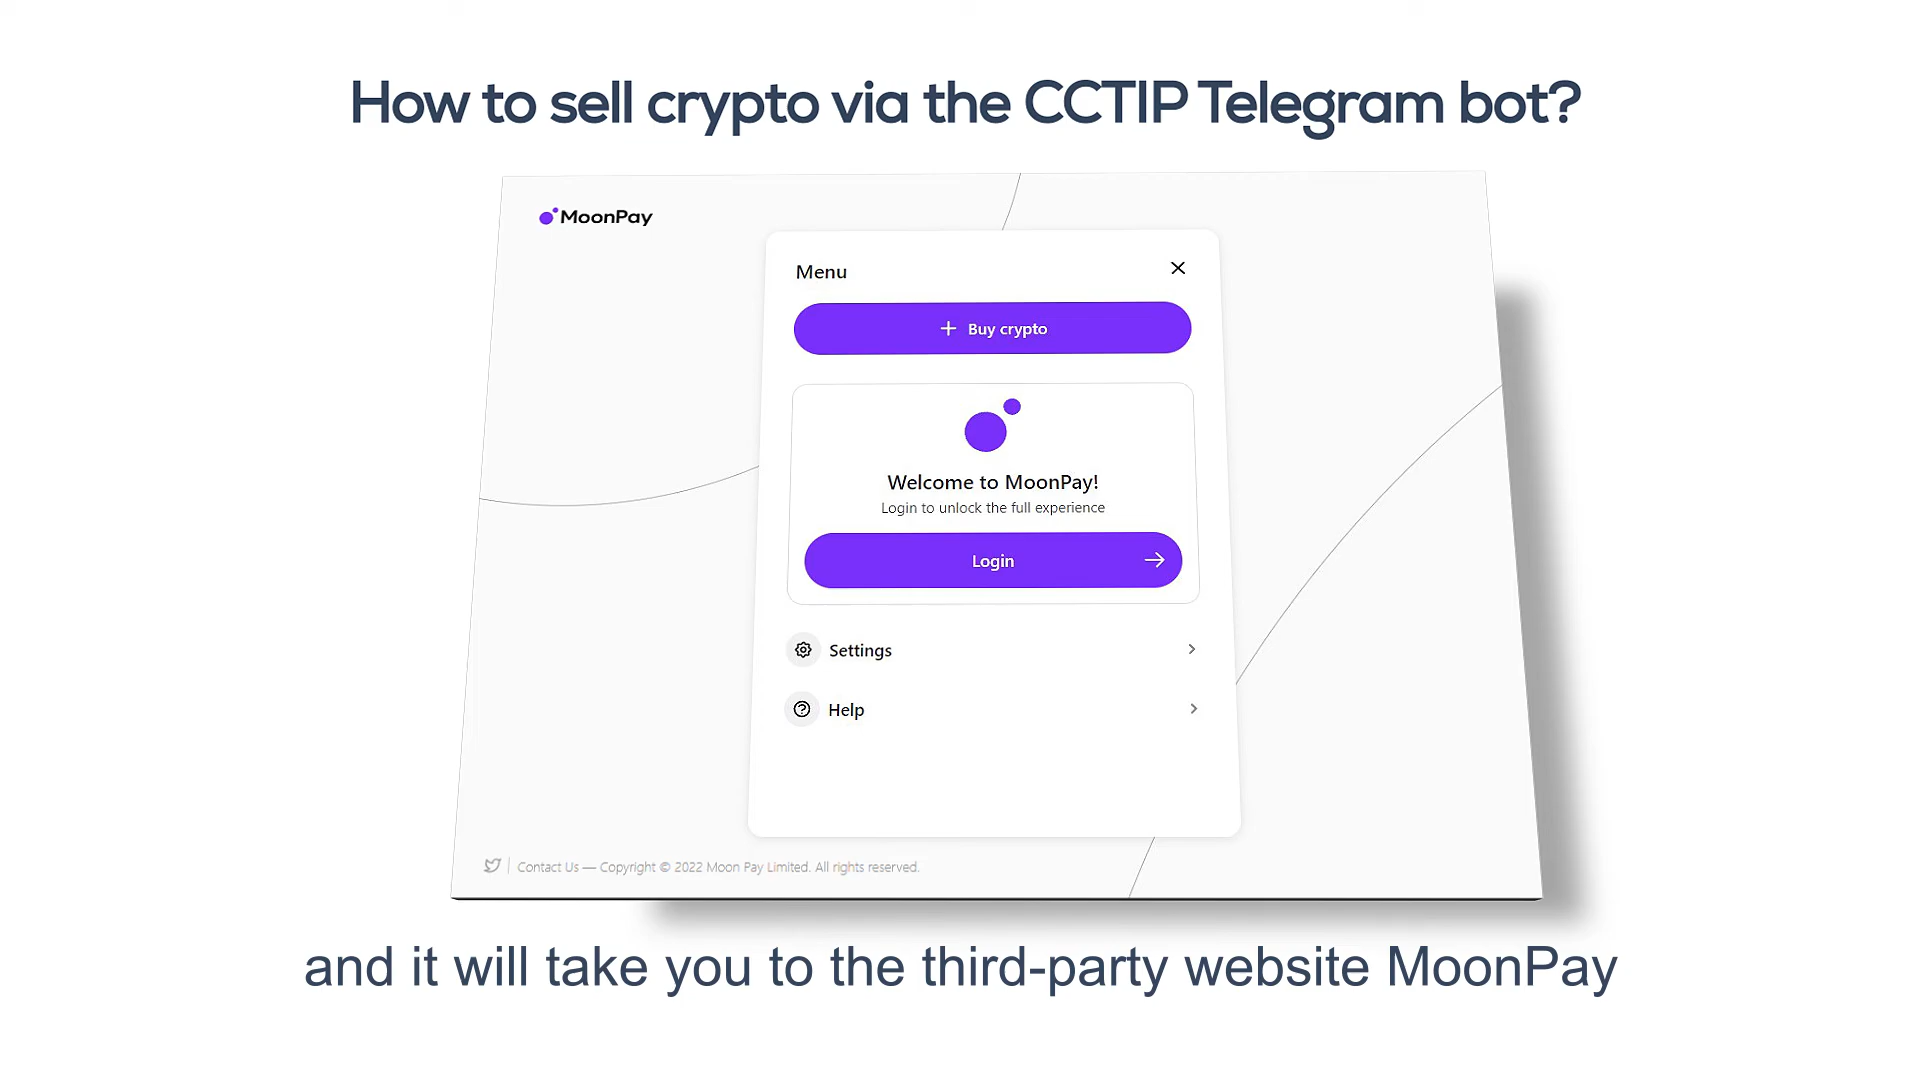 How to sell crypto via the CCTIP Telegram bot?
MoonPay
Menu
Buy crypto
Welcome to MoonPay!
Login to unlock the full experience
Login
Settings
Help
Contact Us — Copyright © 2022 Moon Pay Limited. All rights reserved.
and it will take you to the third-party website MoonPay